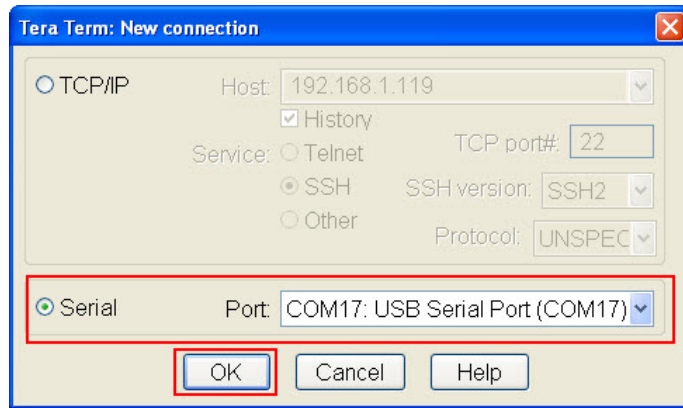 Tera Term: New connection
TCP/IP
Host: 192.168.1.119
History
Service: Telnet TCP port#: 22
SSH SSH version: SSH2
Other Protocol: UNSPEC
Serial Port: COM17: USB Serial Port (COM17)
OK Cancel Help